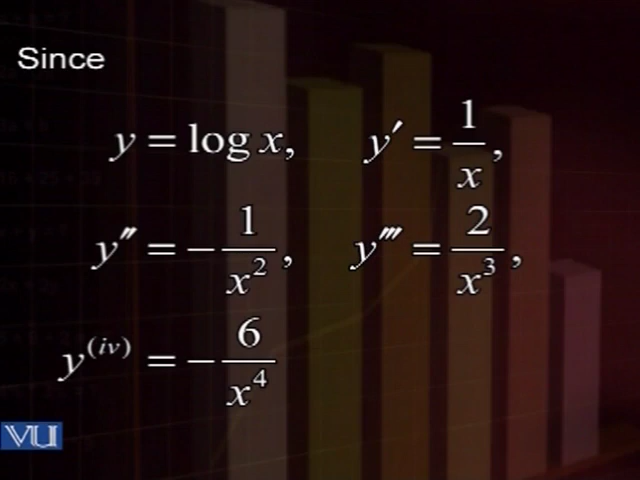 Since
y = log x, y′ = 1/x,
y″ = −1/x², y‴ = 2/x³,
y⁽ⁱᵛ⁾ = −6/x⁴
VU